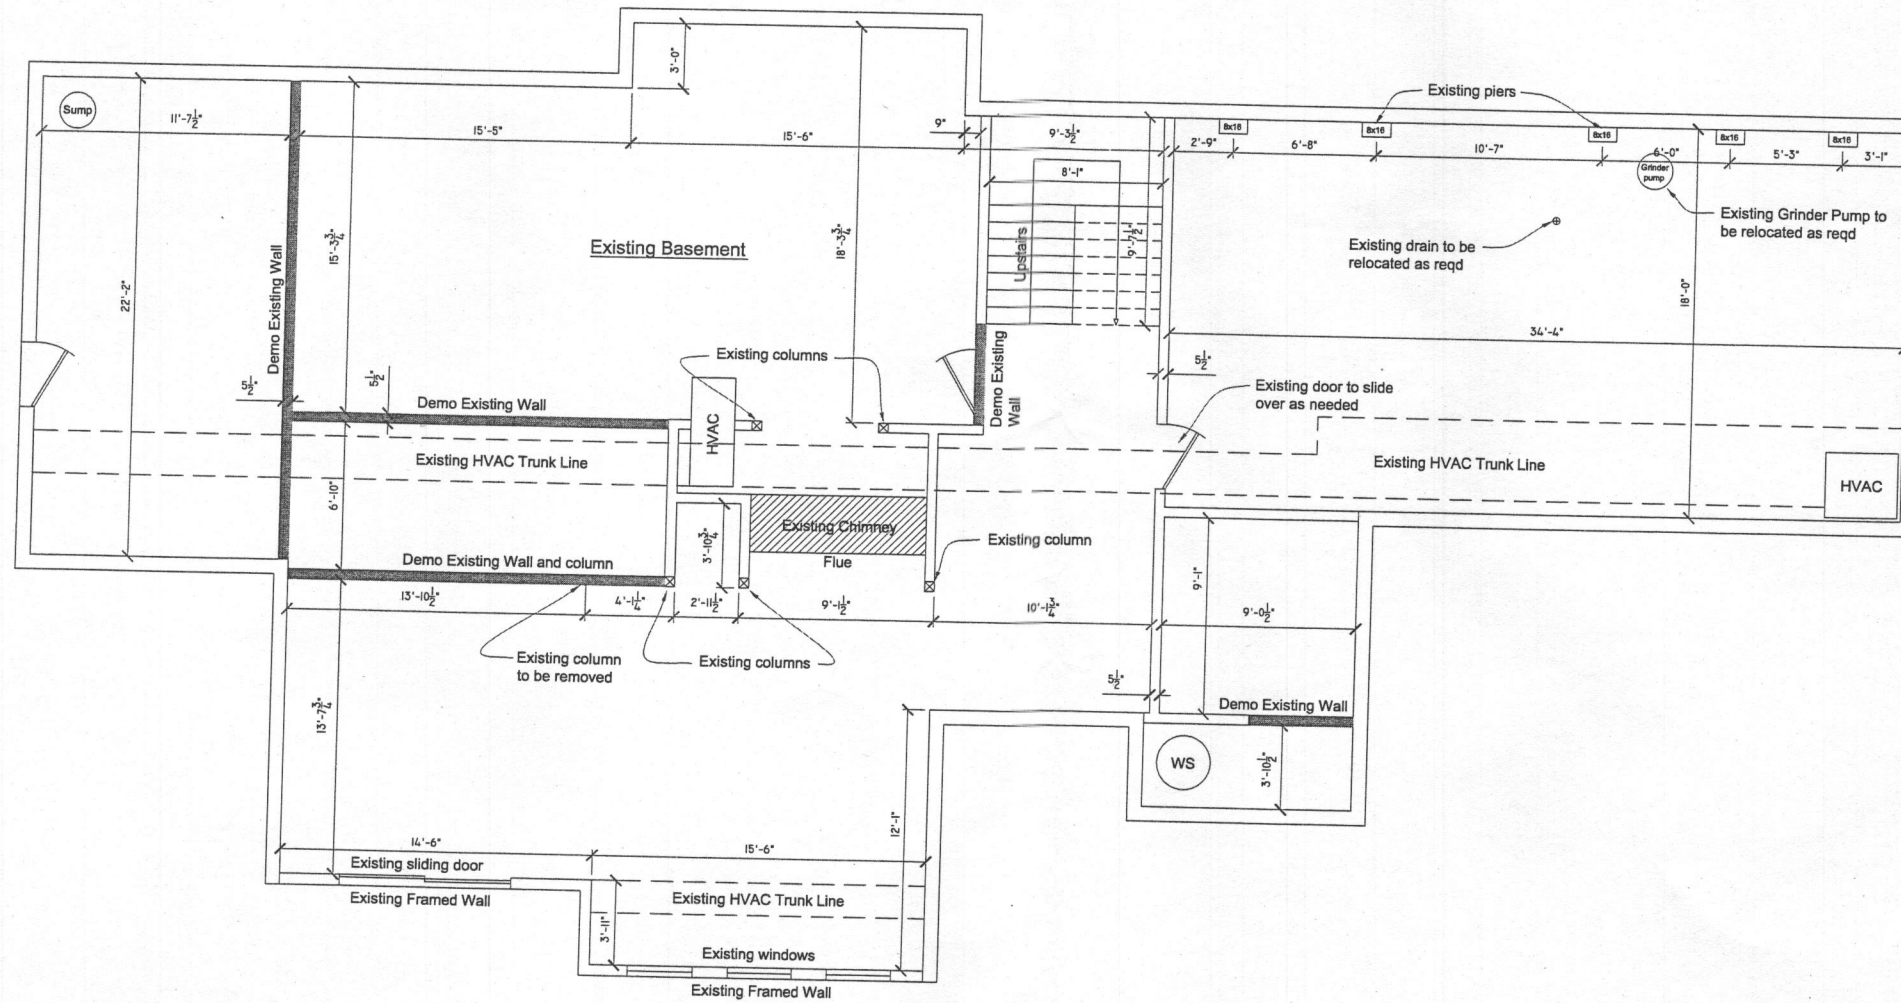 3'-0"
Existing piers
Sump
11'-7½"
15'-5"
15'-6"
9"
9'-3½"
2'-9"
8x16
6'-8"
8x16
10'-7"
8x16
6'-0"
8x16
5'-3"
8x16
3'-1"
Grinder
pump
8'-1"
Existing Grinder Pump to
be relocated as reqd
Existing drain to be
relocated as reqd
Existing Basement
15'-3¾"
18'-3¾"
Upstairs
9'-7½"
22'-2"
Demo Existing Wall
18'-0"
34'-4"
Existing columns
5½"
5½"
5½"
Demo Existing
Wall
Existing door to slide
over as needed
Demo Existing Wall
HVAC
Existing HVAC Trunk Line
Existing HVAC Trunk Line
HVAC
6'-10"
Existing Chimney
Flue
3'-10¾"
Existing column
Demo Existing Wall and column
13'-10½"
4'-1¼"
2'-11½"
9'-1½"
10'-1¾"
9'-1"
9'-0½"
Existing column
to be removed
Existing columns
5½"
13'-7¾"
Demo Existing Wall
WS
3'-10½"
12'-1"
14'-6"
15'-6"
Existing sliding door
Existing Framed Wall
Existing HVAC Trunk Line
3'-11"
Existing windows
Existing Framed Wall